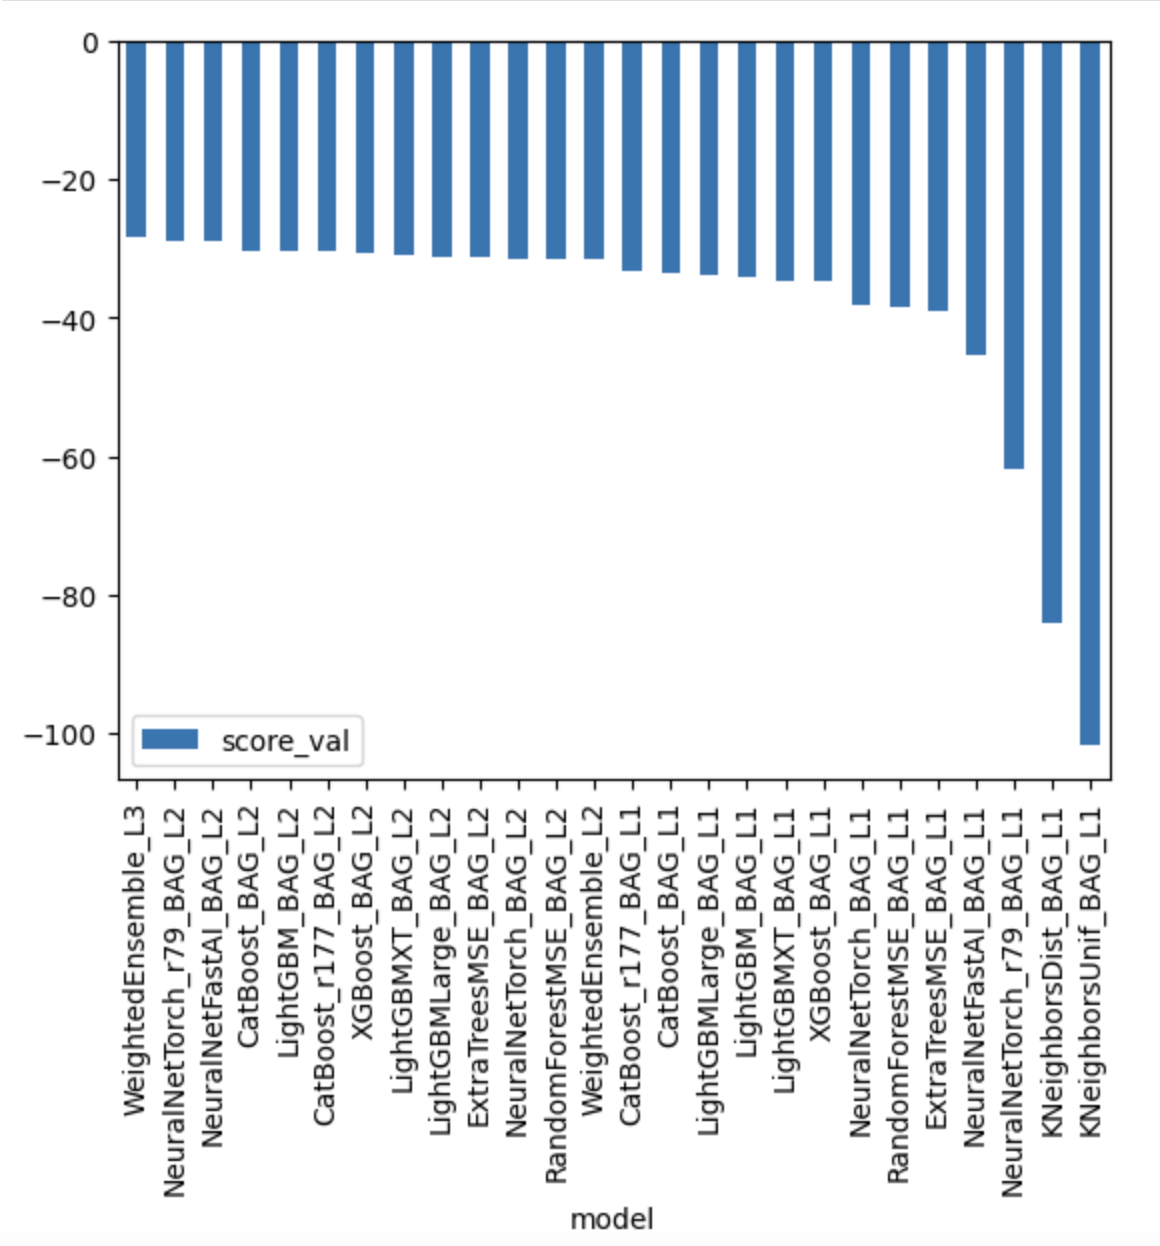 0
−20
−40
−60
−80
−100
score_val
WeightedEnsemble_L3
NeuralNetTorch_r79_BAG_L2
NeuralNetFastAI_BAG_L2
CatBoost_BAG_L2
LightGBM_BAG_L2
CatBoost_r177_BAG_L2
XGBoost_BAG_L2
LightGBMXT_BAG_L2
LightGBMLarge_BAG_L2
ExtraTreesMSE_BAG_L2
NeuralNetTorch_BAG_L2
RandomForestMSE_BAG_L2
WeightedEnsemble_L2
CatBoost_r177_BAG_L1
CatBoost_BAG_L1
LightGBMLarge_BAG_L1
LightGBM_BAG_L1
LightGBMXT_BAG_L1
XGBoost_BAG_L1
NeuralNetTorch_BAG_L1
RandomForestMSE_BAG_L1
ExtraTreesMSE_BAG_L1
NeuralNetFastAI_BAG_L1
NeuralNetTorch_r79_BAG_L1
KNeighborsDist_BAG_L1
KNeighborsUnif_BAG_L1
model